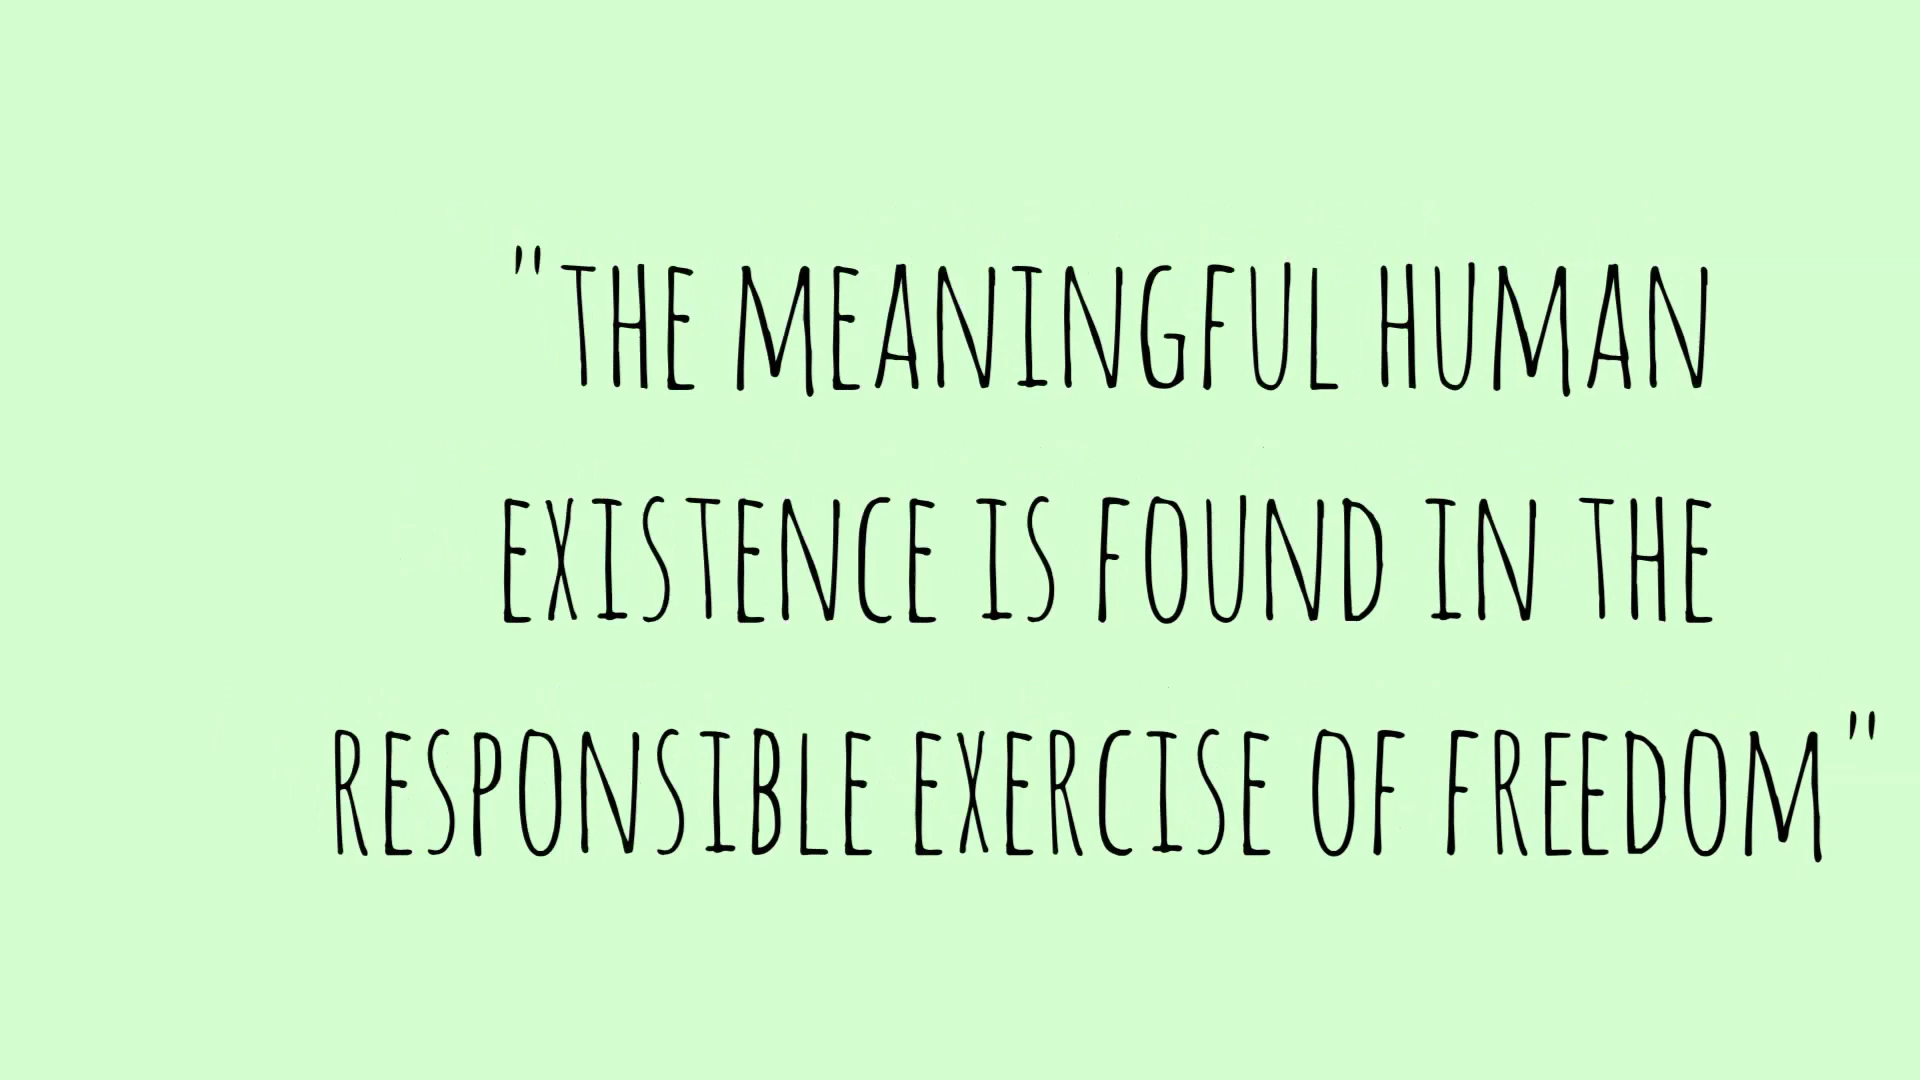 "THE MEANINGFUL HUMAN
EXISTENCE IS FOUND IN THE
RESPONSIBLE EXERCISE OF FREEDOM"